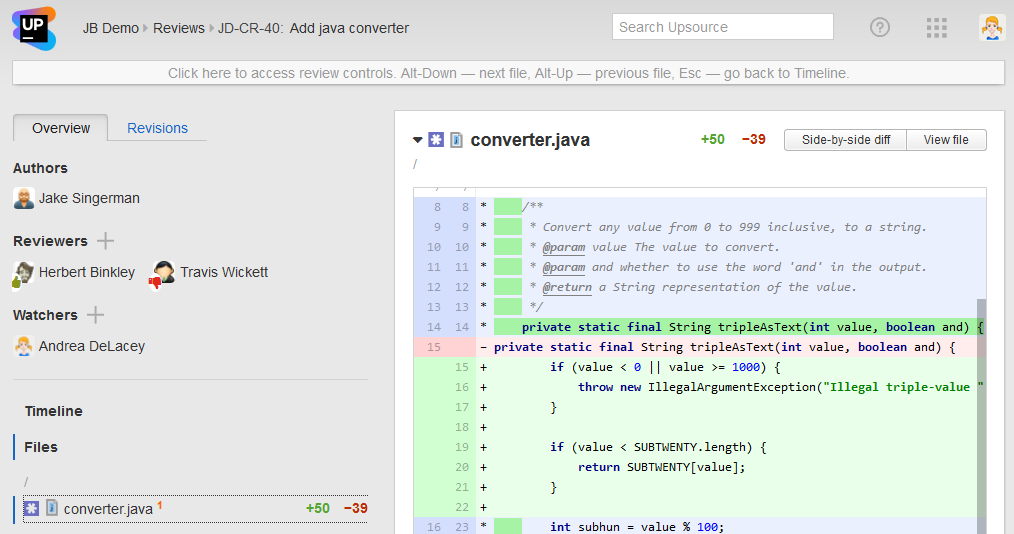 UP
JB Demo Reviews JD-CR-40: Add java converter
Search Upsource
?
Click here to access review controls. Alt-Down — next file, Alt-Up — previous file, Esc — go back to Timeline.
Overview Revisions
Authors
Jake Singerman
Reviewers
Herbert Binkley Travis Wickett
Watchers
Andrea DeLacey
Timeline
Files
/
converter.java 1 +50 −39
converter.java +50 −39 Side-by-side diff View file
/
8 8 * /**
9 9 * * Convert any value from 0 to 999 inclusive, to a string.
10 10 * * @param value The value to convert.
11 11 * * @param and whether to use the word 'and' in the output.
12 12 * * @return a String representation of the value.
13 13 * */
14 14 * private static final String tripleAsText(int value, boolean and) {
15 − private static final String tripleAsText(int value, boolean and) {
15 + if (value < 0 || value >= 1000) {
16 + throw new IllegalArgumentException("Illegal triple-value "
17 + }
18 +
19 + if (value < SUBTWENTY.length) {
20 + return SUBTWENTY[value];
21 + }
22 +
16 23 * int subhun = value % 100;